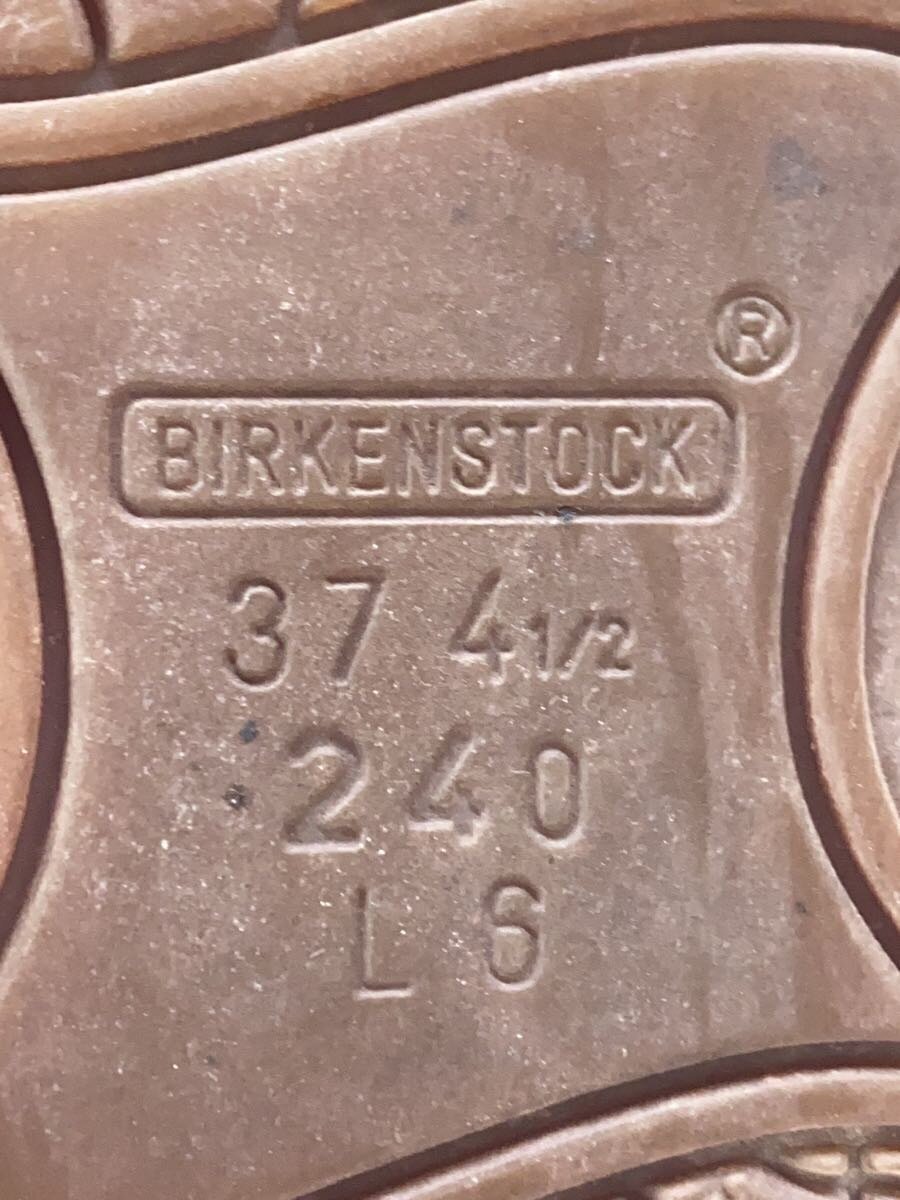 ®
BIRKENSTOCK
37 4 1/2
240
L 6